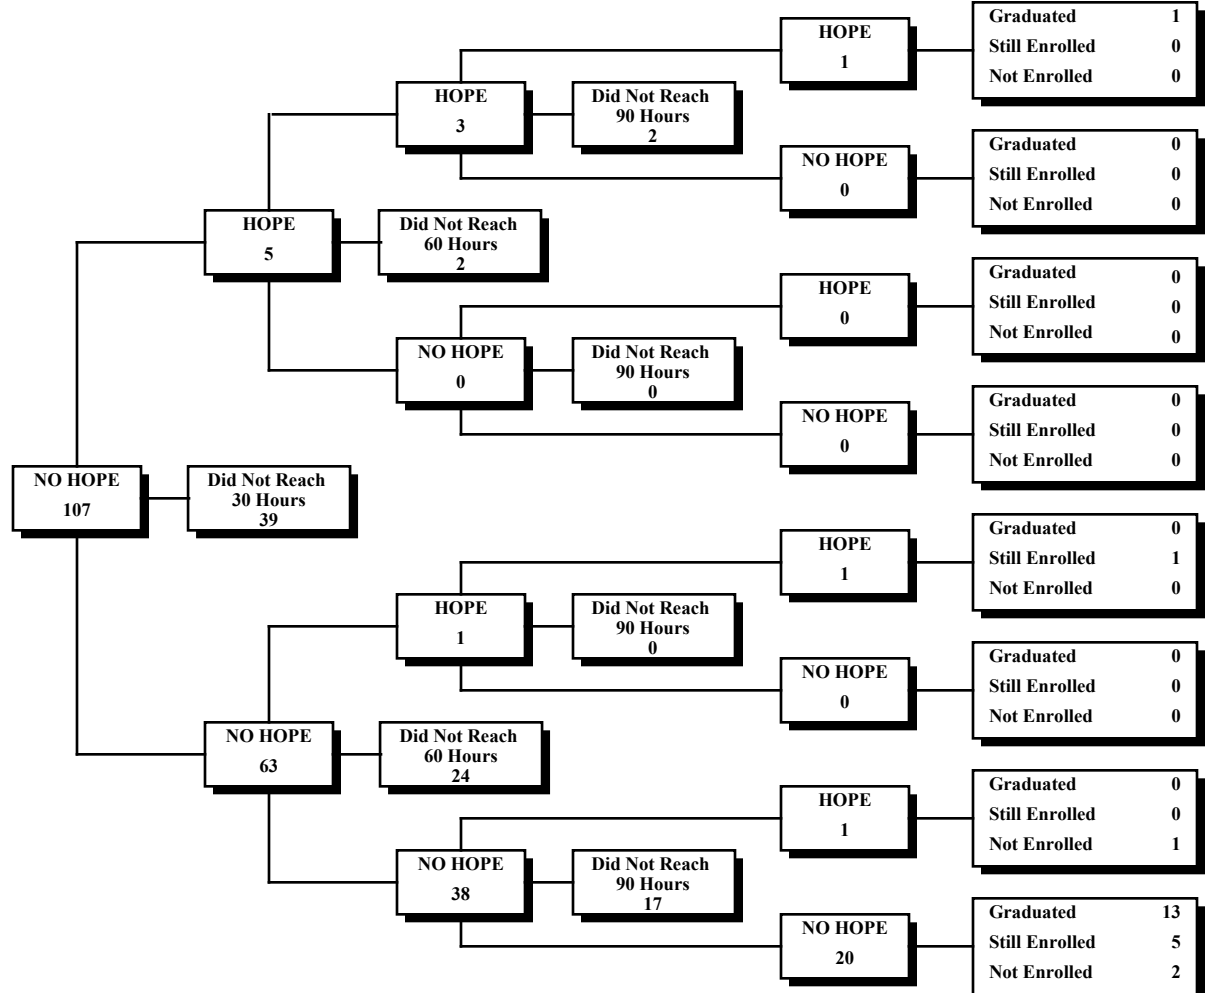 HOPE
1
Graduated 1
Still Enrolled 0
Not Enrolled 0
HOPE
3
Did Not Reach
90 Hours
2
NO HOPE
0
Graduated 0
Still Enrolled 0
Not Enrolled 0
HOPE
5
Did Not Reach
60 Hours
2
HOPE
0
Graduated 0
Still Enrolled 0
Not Enrolled 0
NO HOPE
0
Did Not Reach
90 Hours
0
NO HOPE
0
Graduated 0
Still Enrolled 0
Not Enrolled 0
NO HOPE
107
Did Not Reach
30 Hours
39
HOPE
1
Graduated 0
Still Enrolled 1
Not Enrolled 0
HOPE
1
Did Not Reach
90 Hours
0
NO HOPE
0
Graduated 0
Still Enrolled 0
Not Enrolled 0
NO HOPE
63
Did Not Reach
60 Hours
24
HOPE
1
Graduated 0
Still Enrolled 0
Not Enrolled 1
NO HOPE
38
Did Not Reach
90 Hours
17
NO HOPE
20
Graduated 13
Still Enrolled 5
Not Enrolled 2